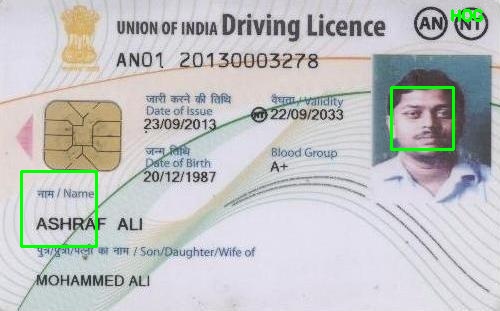 UNION OF INDIA Driving Licence AN NT
HOG
AN01 20130003278
जारी करने की तिथि
Date of Issue
23/09/2013
वैधता / Validity
NT 22/09/2033
जन्म तिथि
Date of Birth
20/12/1987
Blood Group
A+
नाम / Name
ASHRAF ALI
पुत्र/पुत्री/पत्नी का नाम / Son/Daughter/Wife of
MOHAMMED ALI